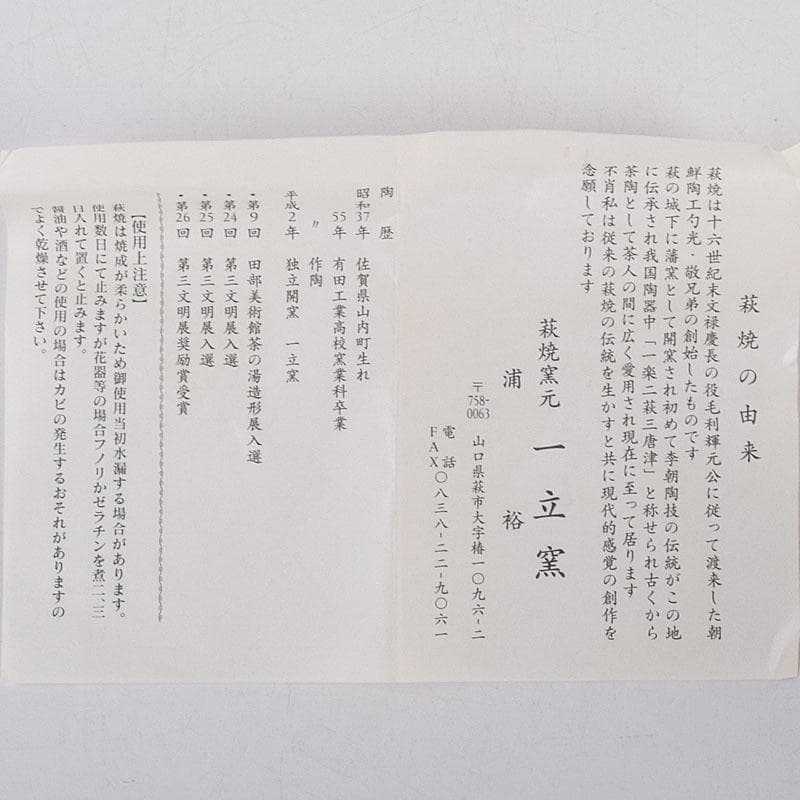 萩焼の由来
萩焼は十六世紀末文禄慶長の役毛利輝元公に従って渡来した朝
鮮陶工勺光・敬兄弟の創始したものです
萩の城下に藩窯として開窯され初めて李朝陶技の伝統がこの地
に伝承され我国陶器中「一楽二萩三唐津」と称せられ古くから
茶陶として茶人の間に広く愛用され現在に至って居ります
不肖私は従来の萩焼の伝統を生かすと共に現代的感覚の創作を
念願しております
萩焼窯元 一立窯
浦 裕
〒758-0063 山口県萩市大字椿一〇九六-二
電話
FAX〇八三八-二二-九〇六一
陶歴
昭和37年 佐賀県山内町生れ
55年 有田工業高校窯業科卒業
〃 作陶
平成2年 独立開窯 一立窯
・第9回 田部美術館茶の湯造形展入選
・第24回 第三文明展入選
・第25回 第三文明展入選
・第26回 第三文明展奨励賞受賞
【使用上注意】
萩焼は焼成が柔らかいため御使用当初水漏する場合があります。
使用数日にて止みますが花器等の場合フノリかゼラチンを煮二、三
日入れて置くと止みます。
醤油や酒などの使用の場合はカビの発生するおそれがありますの
でよく乾燥させて下さい。